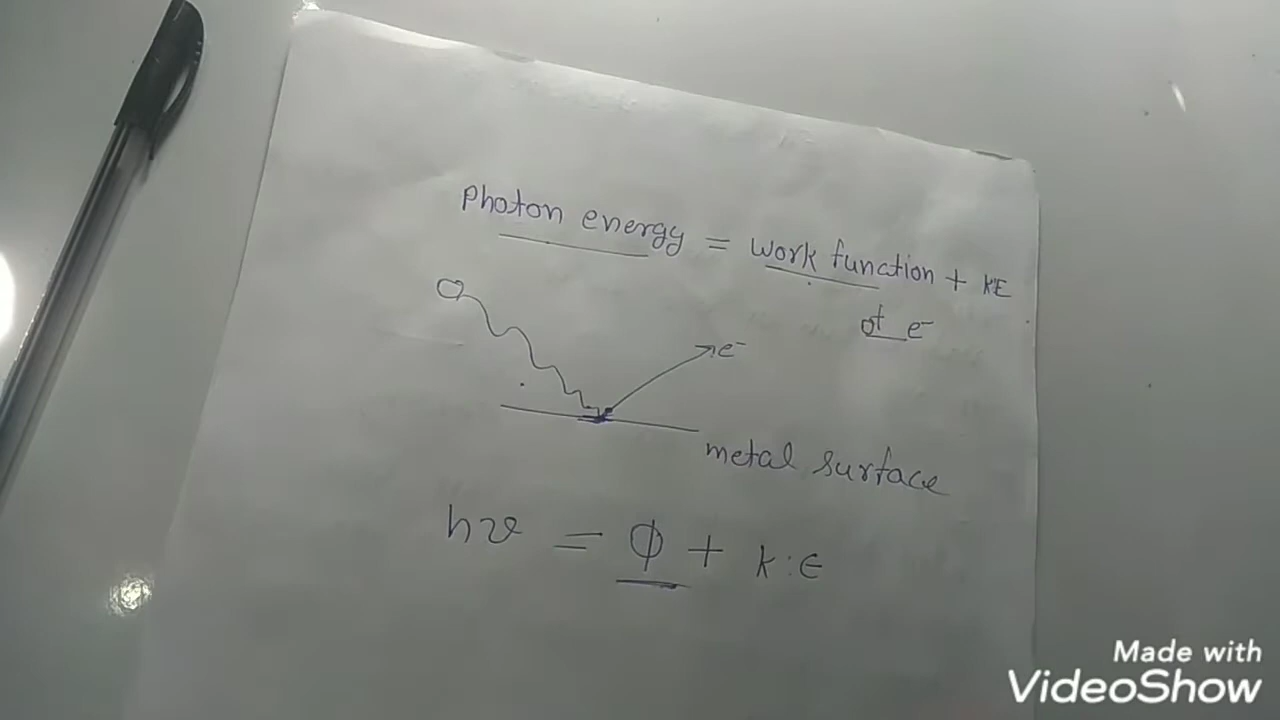 Photon energy = work function + KE
of e⁻
e⁻
metal surface
hν = ϕ + k.E
Made with
VideoShow